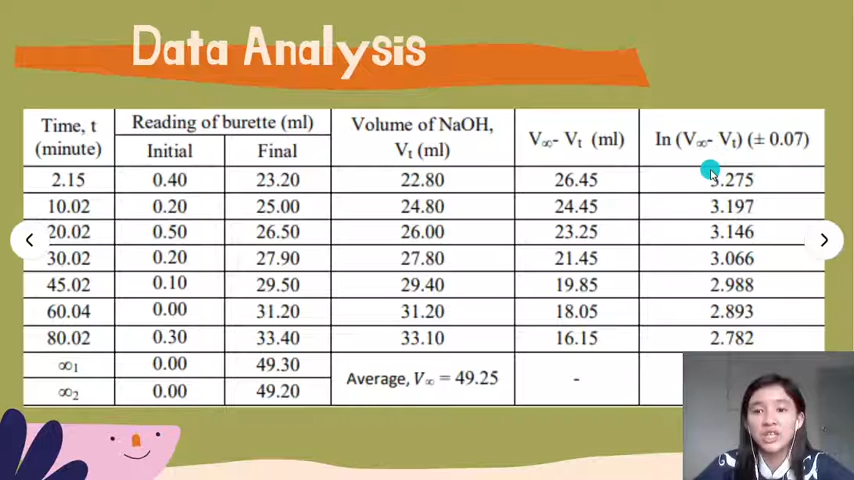 Data Analysis
Time, t (minute) Reading of burette (ml) Volume of NaOH, Vt (ml) V∞- Vt (ml) In (V∞- Vt) (± 0.07)
Initial Final
2.15 0.40 23.20 22.80 26.45 3.275
10.02 0.20 25.00 24.80 24.45 3.197
20.02 0.50 26.50 26.00 23.25 3.146
30.02 0.20 27.90 27.80 21.45 3.066
45.02 0.10 29.50 29.40 19.85 2.988
60.04 0.00 31.20 31.20 18.05 2.893
80.02 0.30 33.40 33.10 16.15 2.782
∞1 0.00 49.30 Average, V∞ = 49.25 -
∞2 0.00 49.20